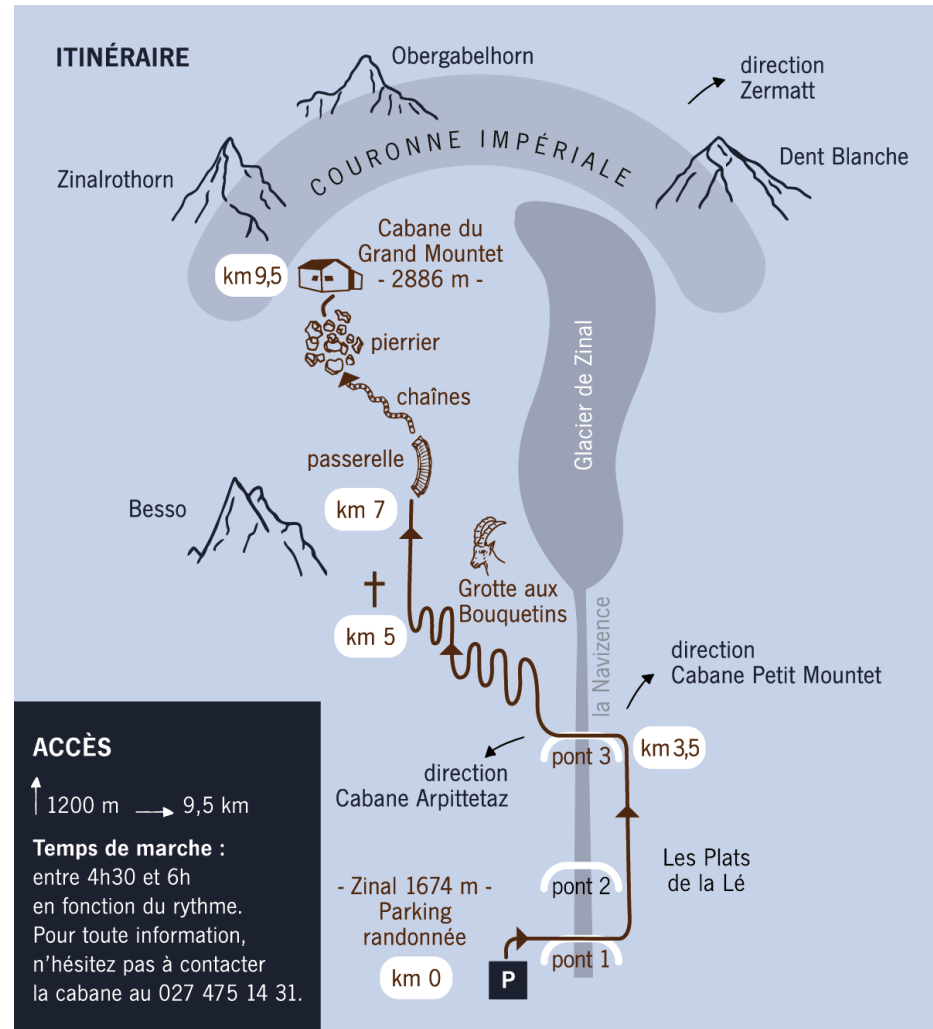 ITINÉRAIRE
Obergabelhorn
direction
Zermatt
COURONNE IMPÉRIALE
Dent Blanche
Zinalrothorn
Cabane du
Grand Mountet
- 2886 m -
km 9,5
pierrier
chaînes
Glacier de Zinal
passerelle
km 7
Besso
Grotte aux
Bouquetins
km 5
la Navizence
direction
Cabane Petit Mountet
pont 3
km 3,5
direction
Cabane Arpittetaz
Les Plats
de la Lé
pont 2
- Zinal 1674 m -
Parking
randonnée
km 0
P
pont 1
ACCÈS
1200 m 9,5 km
Temps de marche :
entre 4h30 et 6h
en fonction du rythme.
Pour toute information,
n'hésitez pas à contacter
la cabane au 027 475 14 31.